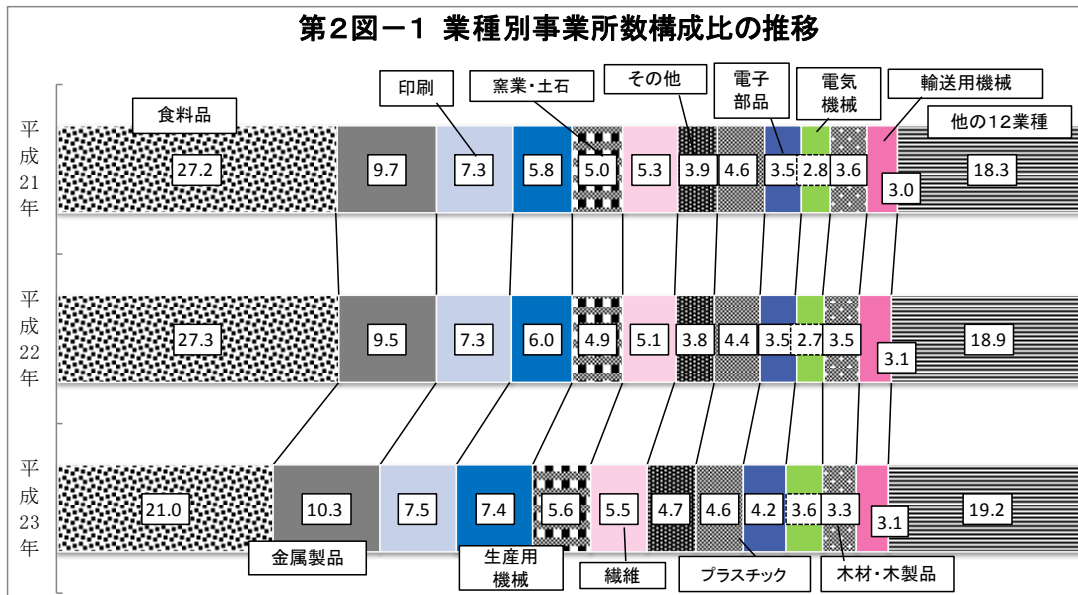 第2図－1 業種別事業所数構成比の推移
食料品
印刷
窯業・土石
その他
電子
部品
電気
機械
輸送用機械
他の12業種
平成21年
27.2
9.7
7.3
5.8
5.0
5.3
3.9
4.6
3.5
2.8
3.6
3.0
18.3
平成22年
27.3
9.5
7.3
6.0
4.9
5.1
3.8
4.4
3.5
2.7
3.5
3.1
18.9
平成23年
21.0
10.3
7.5
7.4
5.6
5.5
4.7
4.6
4.2
3.6
3.3
3.1
19.2
金属製品
生産用
機械
繊維
プラスチック
木材・木製品